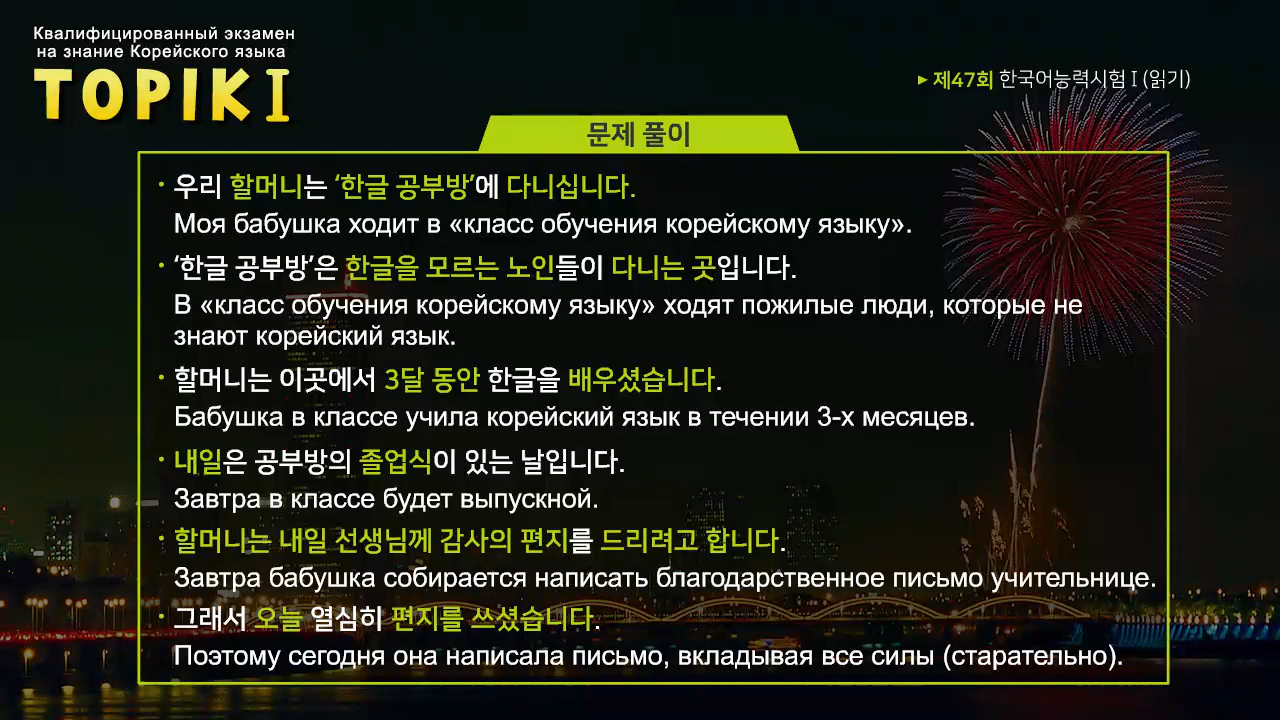 Квалифицированный экзамен
на знание Корейского языка
TOPIK I
▶ 제47회 한국어능력시험 I (읽기)
문제 풀이
· 우리 할머니는 ‘한글 공부방’에 다니십니다.
Моя бабушка ходит в «класс обучения корейскому языку».
· ‘한글 공부방’은 한글을 모르는 노인들이 다니는 곳입니다.
В «класс обучения корейскому языку» ходят пожилые люди, которые не
знают корейский язык.
· 할머니는 이곳에서 3달 동안 한글을 배우셨습니다.
Бабушка в классе учила корейский язык в течении 3-х месяцев.
· 내일은 공부방의 졸업식이 있는 날입니다.
Завтра в классе будет выпускной.
· 할머니는 내일 선생님께 감사의 편지를 드리려고 합니다.
Завтра бабушка собирается написать благодарственное письмо учительнице.
· 그래서 오늘 열심히 편지를 쓰셨습니다.
Поэтому сегодня она написала письмо, вкладывая все силы (старательно).